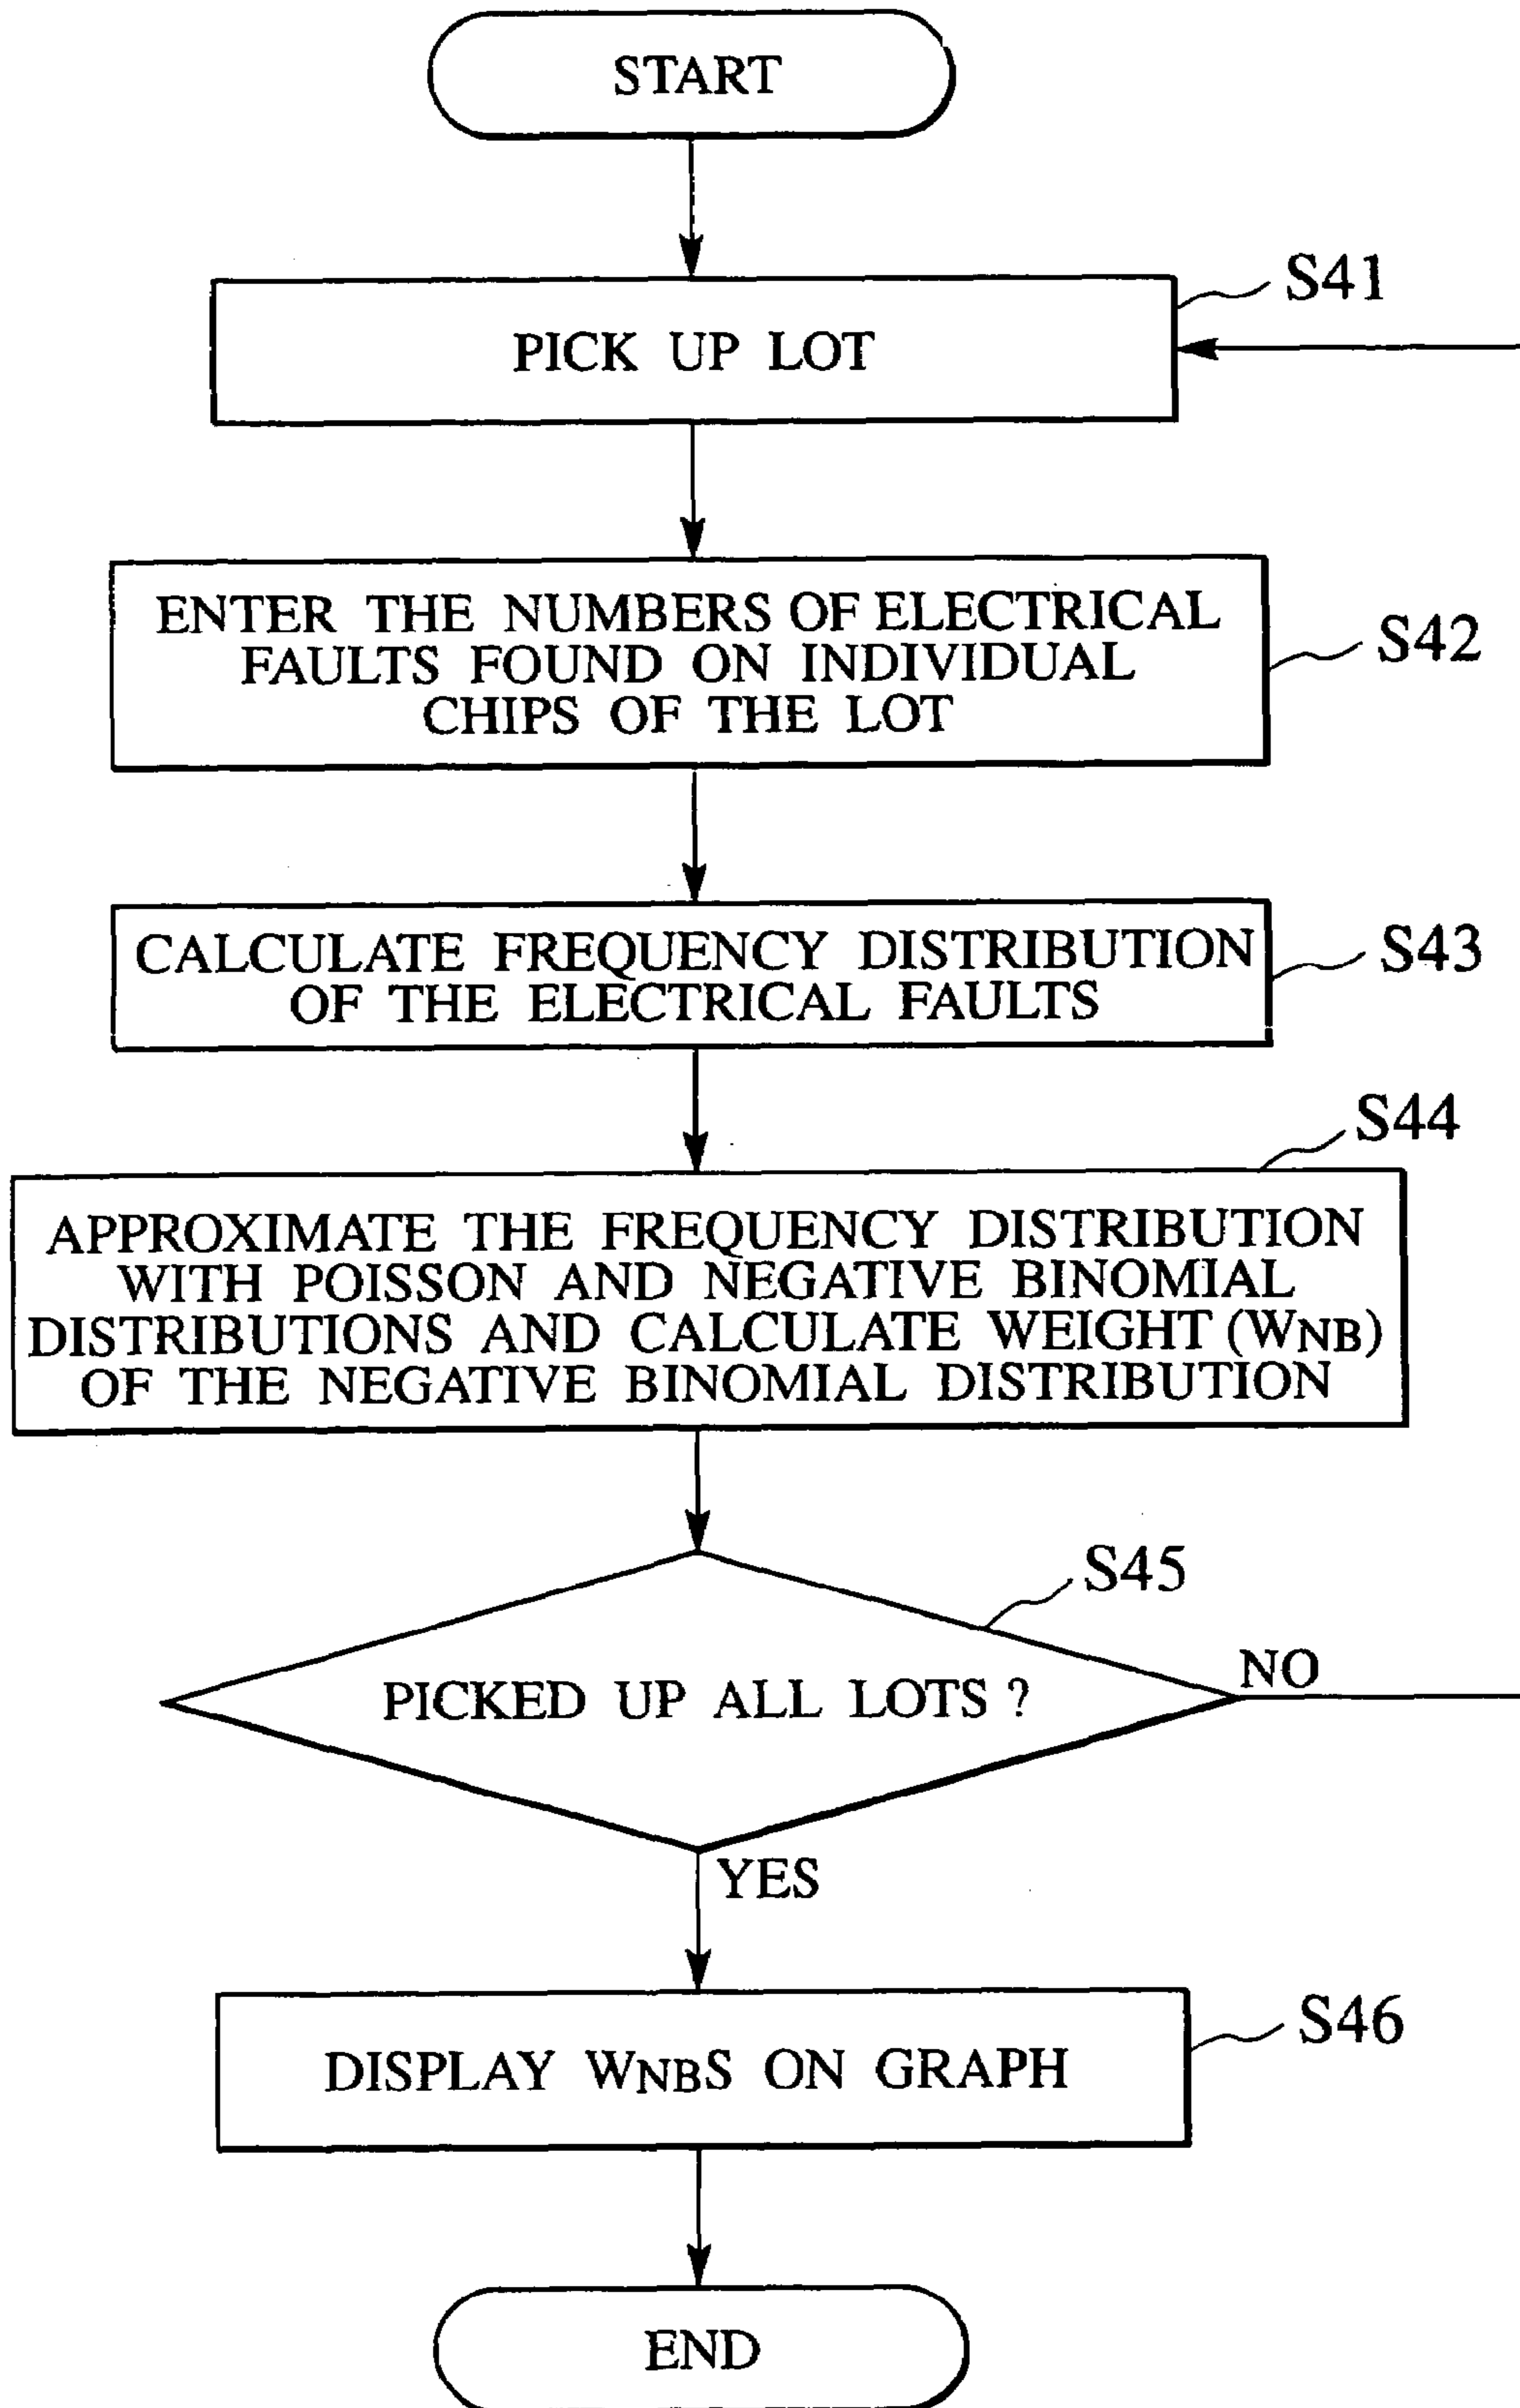 START
S41
PICK UP LOT
ENTER THE NUMBERS OF ELECTRICAL
FAULTS FOUND ON INDIVIDUAL
CHIPS OF THE LOT
S42
CALCULATE FREQUENCY DISTRIBUTION
OF THE ELECTRICAL FAULTS
S43
S44
APPROXIMATE THE FREQUENCY DISTRIBUTION
WITH POISSON AND NEGATIVE BINOMIAL
DISTRIBUTIONS AND CALCULATE WEIGHT (WNB)
OF THE NEGATIVE BINOMIAL DISTRIBUTION
S45
PICKED UP ALL LOTS ?
NO
YES
S46
DISPLAY WNBS ON GRAPH
END